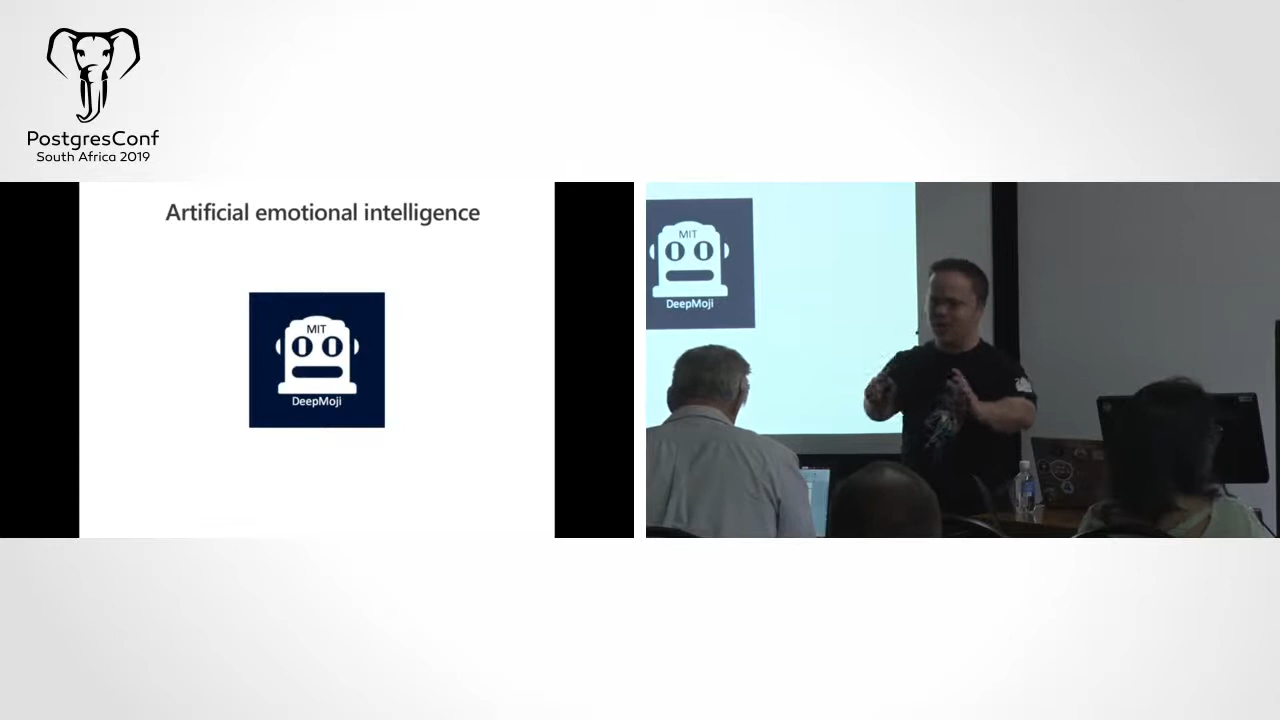 PostgresConf
South Africa 2019
Artificial emotional intelligence
MIT
DeepMoji
MIT
DeepMoji